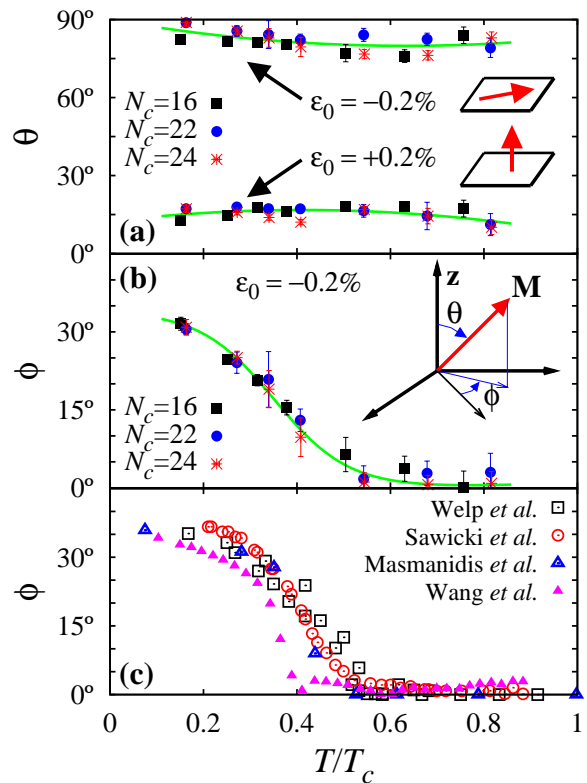 90º
60º
30º
0º
θ
N_c=16
N_c=22
N_c=24
ε_0 = −0.2%
ε_0 = +0.2%
(a)
(b)
ε_0 = −0.2%
30º
15º
0º
ϕ
N_c=16
N_c=22
N_c=24
z
M
θ
ϕ
30º
15º
0º
ϕ
Welp et al.
Sawicki et al.
Masmanidis et al.
Wang et al.
(c)
0 0.2 0.4 0.6 0.8 1
T/T_c